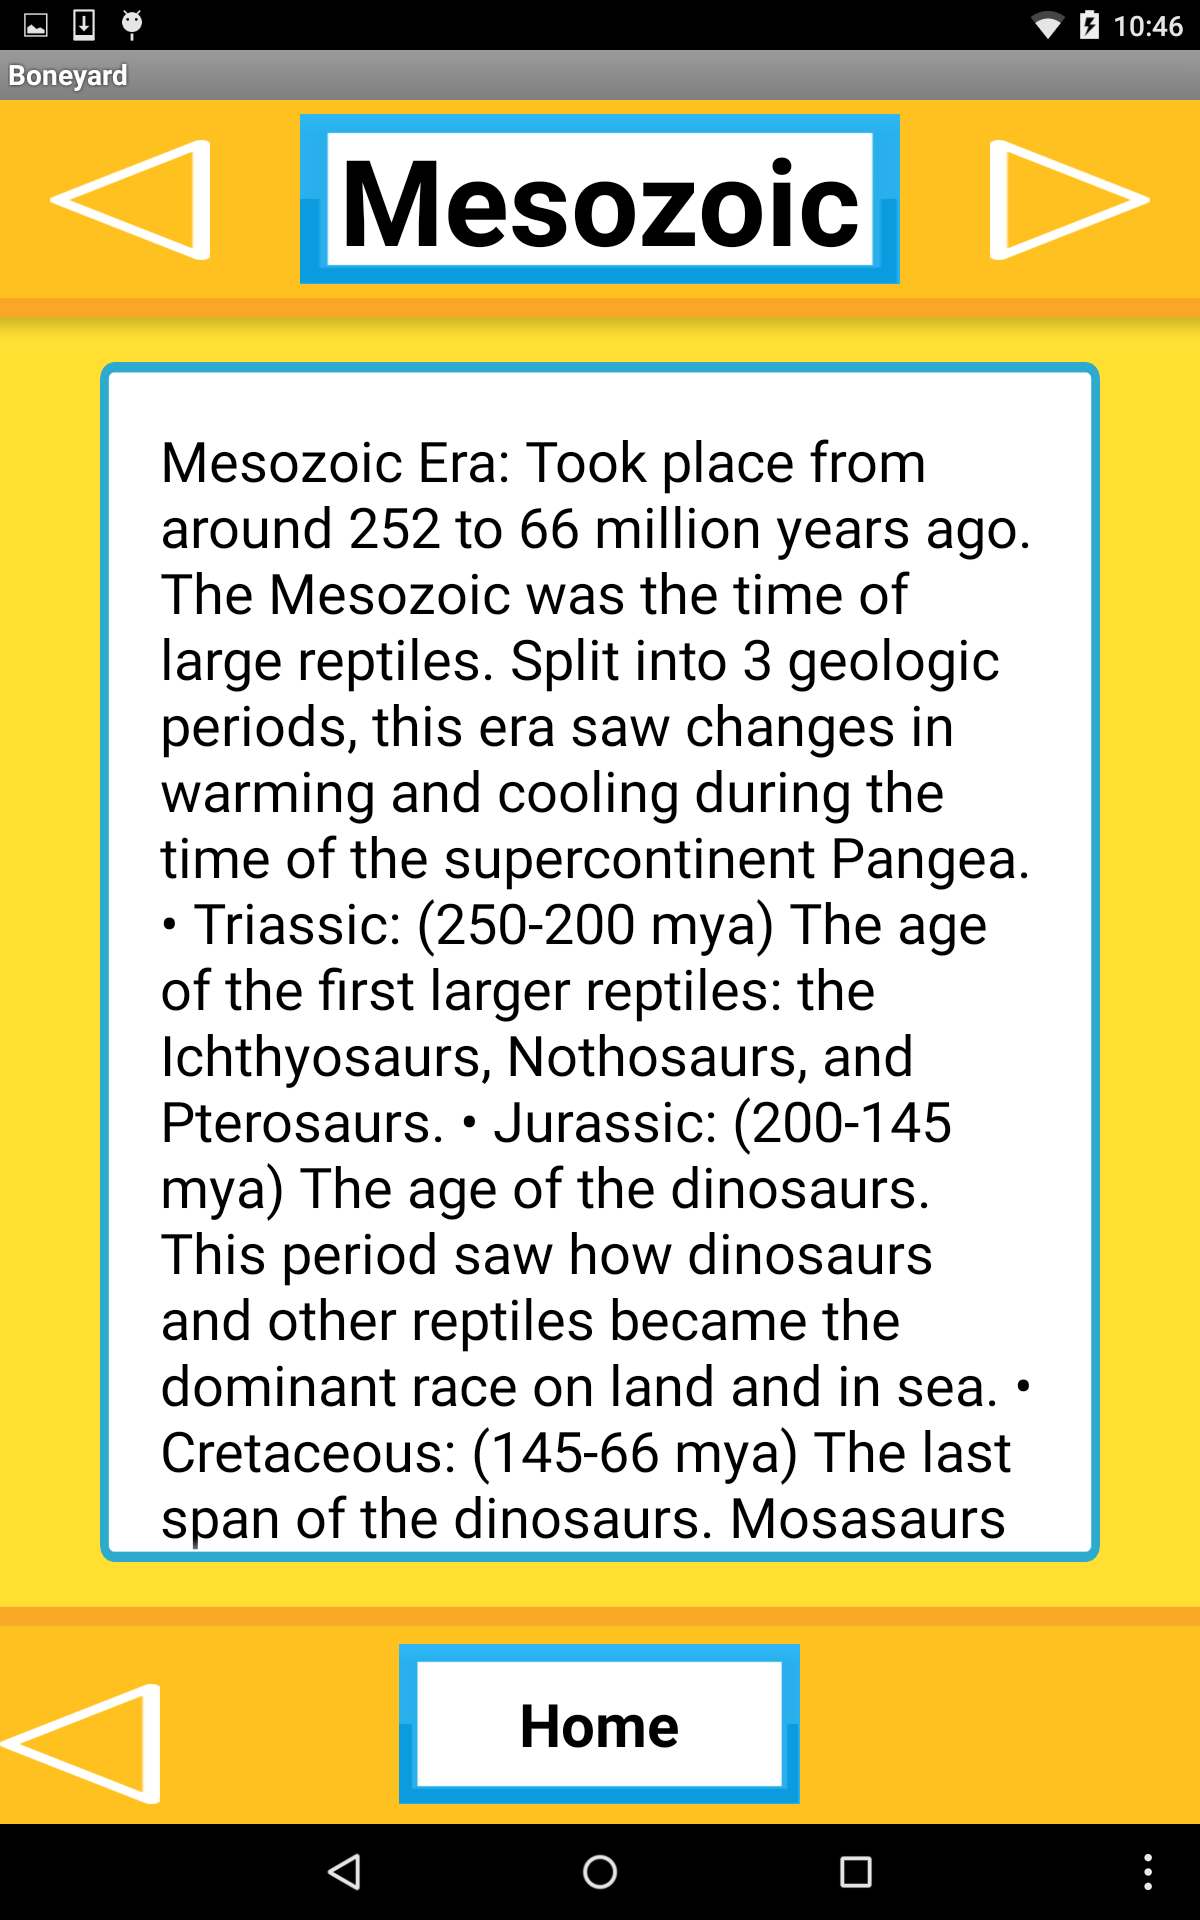 10:46
Boneyard
Mesozoic
Mesozoic Era: Took place from
around 252 to 66 million years ago.
The Mesozoic was the time of
large reptiles. Split into 3 geologic
periods, this era saw changes in
warming and cooling during the
time of the supercontinent Pangea.
• Triassic: (250-200 mya) The age
of the first larger reptiles: the
Ichthyosaurs, Nothosaurs, and
Pterosaurs. • Jurassic: (200-145
mya) The age of the dinosaurs.
This period saw how dinosaurs
and other reptiles became the
dominant race on land and in sea. •
Cretaceous: (145-66 mya) The last
span of the dinosaurs. Mosasaurs
Home